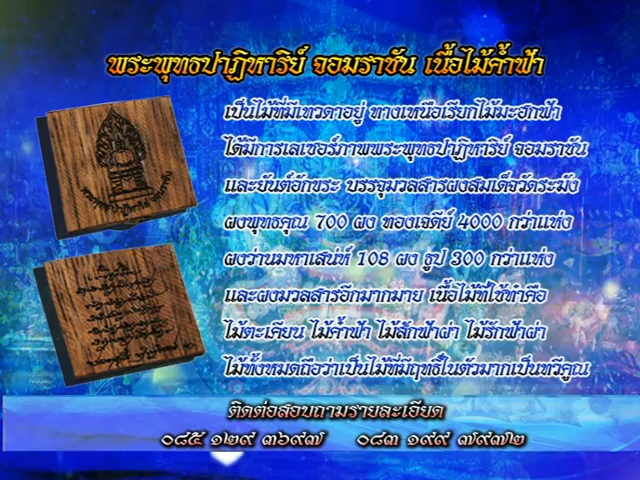 พระพุทธปาฏิหาริย์ จอมราชัน เนื้อไม้ค้ำฟ้า
เป็นไม้ที่มีเทวดาอยู่ ทางเหนือเรียกไม้มะฮกฟ้า
ได้มีการเลเซอร์ภาพพระพุทธปาฏิหาริย์ จอมราชัน
และยันต์อักขระ บรรจุมวลสารผงสมเด็จวัดระฆัง
ผงพุทธคุณ 700 ผง ทองเจดีย์ 4000 กว่าแห่ง
ผงว่านมหาเสน่ห์ 108 ผง ธูป 300 กว่าแห่ง
และผงมวลสารอีกมากมาย เนื้อไม้ที่ใช้ทำคือ
ไม้ตะเคียน ไม้ค้ำฟ้า ไม้สักฟ้าผ่า ไม้รักฟ้าผ่า
ไม้ทั้งหมดถือว่าเป็นไม้ที่มีฤทธิ์ในตัวมากเป็นทวีคูณ
ติดต่อสอบถามรายละเอียด
๐๘๕ ๑๒๙ ๓๖๙๗ ๐๘๓ ๑๙๙ ๗๙๗๒